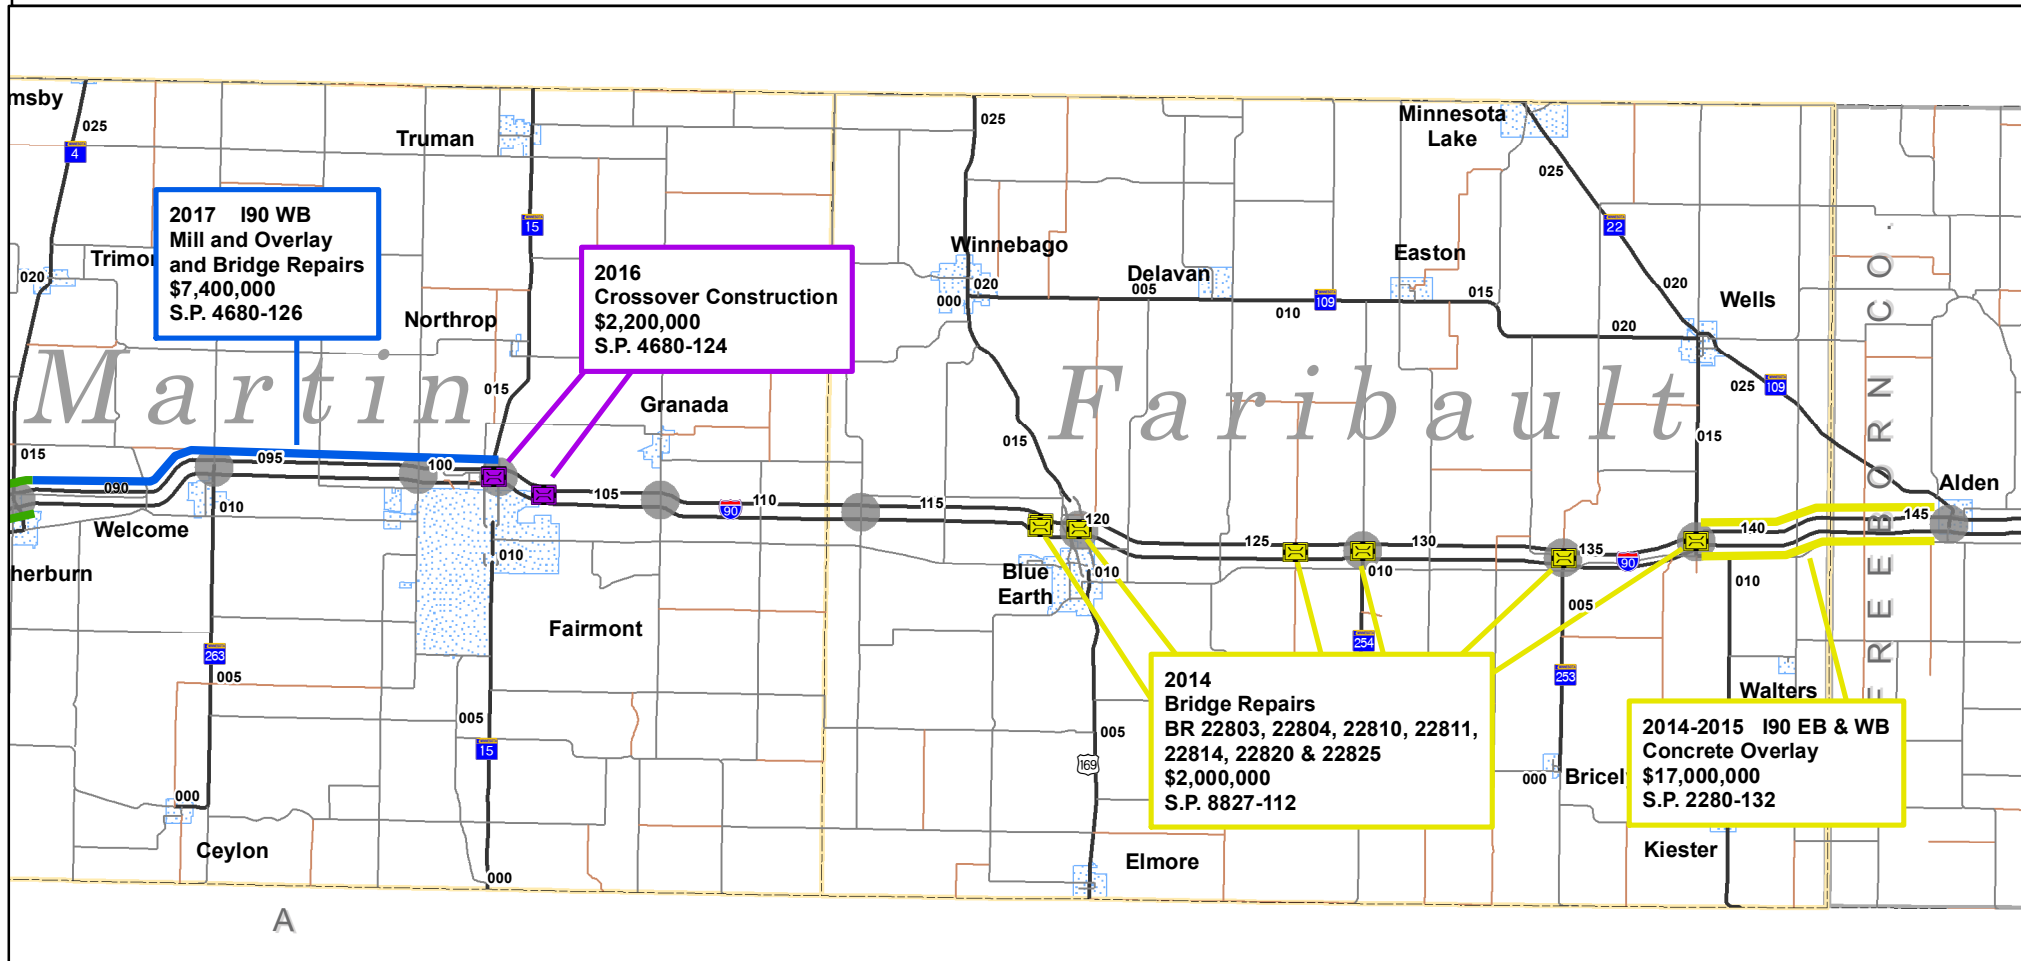 msby
025
4
Truman
15
025
Minnesota
Lake
025
22
2017 I90 WB
Mill and Overlay
and Bridge Repairs
$7,400,000
S.P. 4680-126
Trimon
020
2016
Crossover Construction
$2,200,000
S.P. 4680-124
Winnebago
000
020
Delavan
005
109
010
Easton
015
020
Wells
020
Northrop
015
Martin
Granada
Faribault
025
109
015
015
015
FREEBORN CO.
090
095
100
105
90
110
115
120
125
130
135
90
140
145
Alden
Welcome
010
010
herburn
Blue
Earth
010
010
005
010
Fairmont
263
005
254
253
Walters
2014
Bridge Repairs
BR 22803, 22804, 22810, 22811,
22814, 22820 & 22825
$2,000,000
S.P. 8827-112
2014-2015 I90 EB & WB
Concrete Overlay
$17,000,000
S.P. 2280-132
005
15
005
169
000
Bricel
000
Ceylon
000
Elmore
Kiester
A